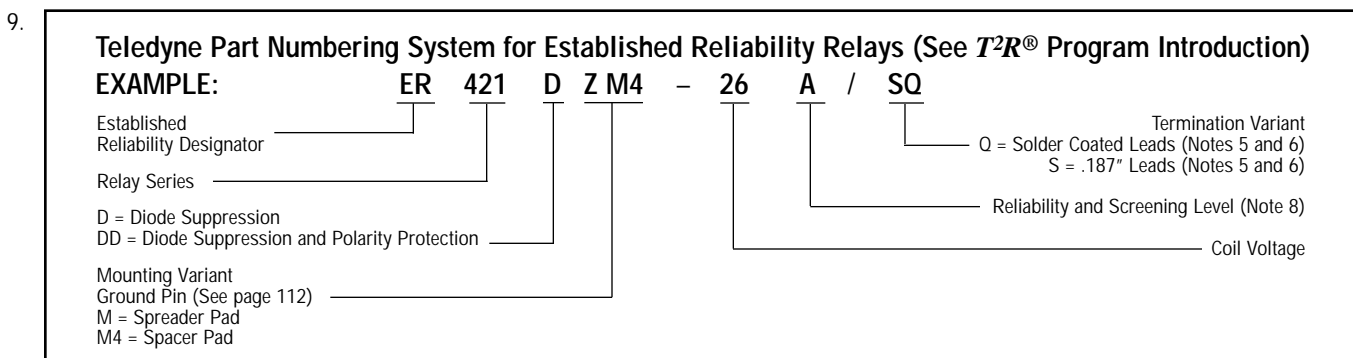 9.
Teledyne Part Numbering System for Established Reliability Relays (See T²R® Program Introduction)
EXAMPLE: ER 421 D Z M4 – 26 A / SQ
Established
Reliability Designator
Relay Series
D = Diode Suppression
DD = Diode Suppression and Polarity Protection
Mounting Variant
Ground Pin (See page 112)
M = Spreader Pad
M4 = Spacer Pad
Termination Variant
Q = Solder Coated Leads (Notes 5 and 6)
S = .187" Leads (Notes 5 and 6)
Reliability and Screening Level (Note 8)
Coil Voltage